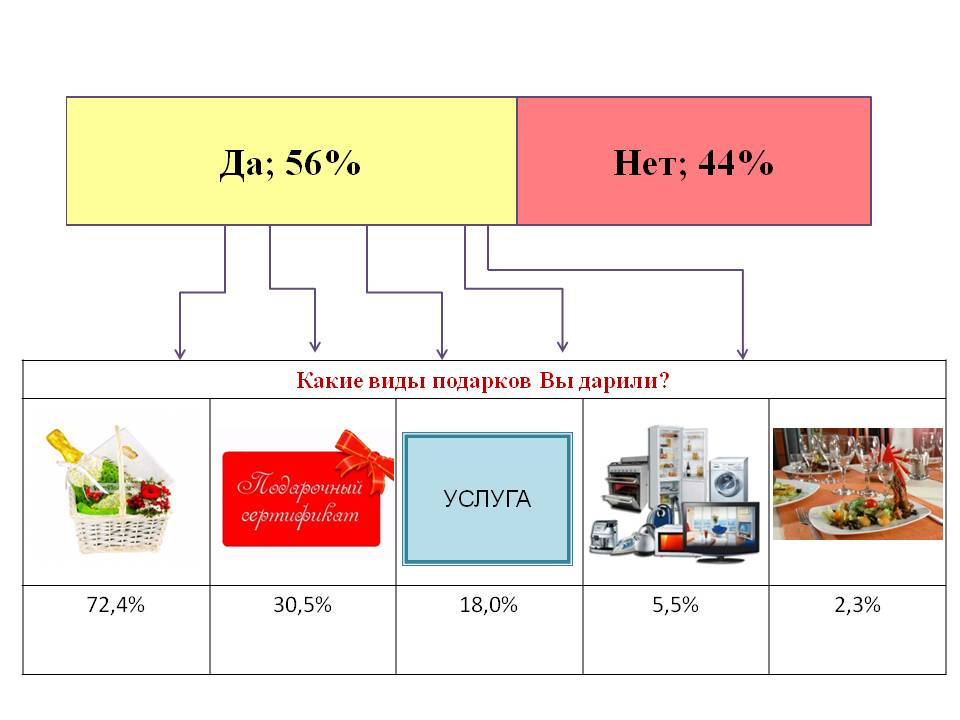 Да; 56%
Нет; 44%
Какие виды подарков Вы дарили?
Подарочный
сертификат
УСЛУГА
72,4%
30,5%
18,0%
5,5%
2,3%